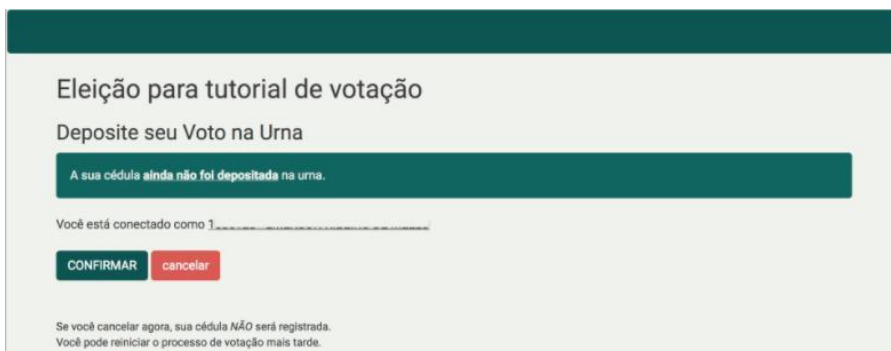 Eleição para tutorial de votação
Deposite seu Voto na Urna
A sua cédula ainda não foi depositada na urna.
Você está conectado como
CONFIRMAR cancelar
Se você cancelar agora, sua cédula NÃO será registrada.
Você pode reiniciar o processo de votação mais tarde.